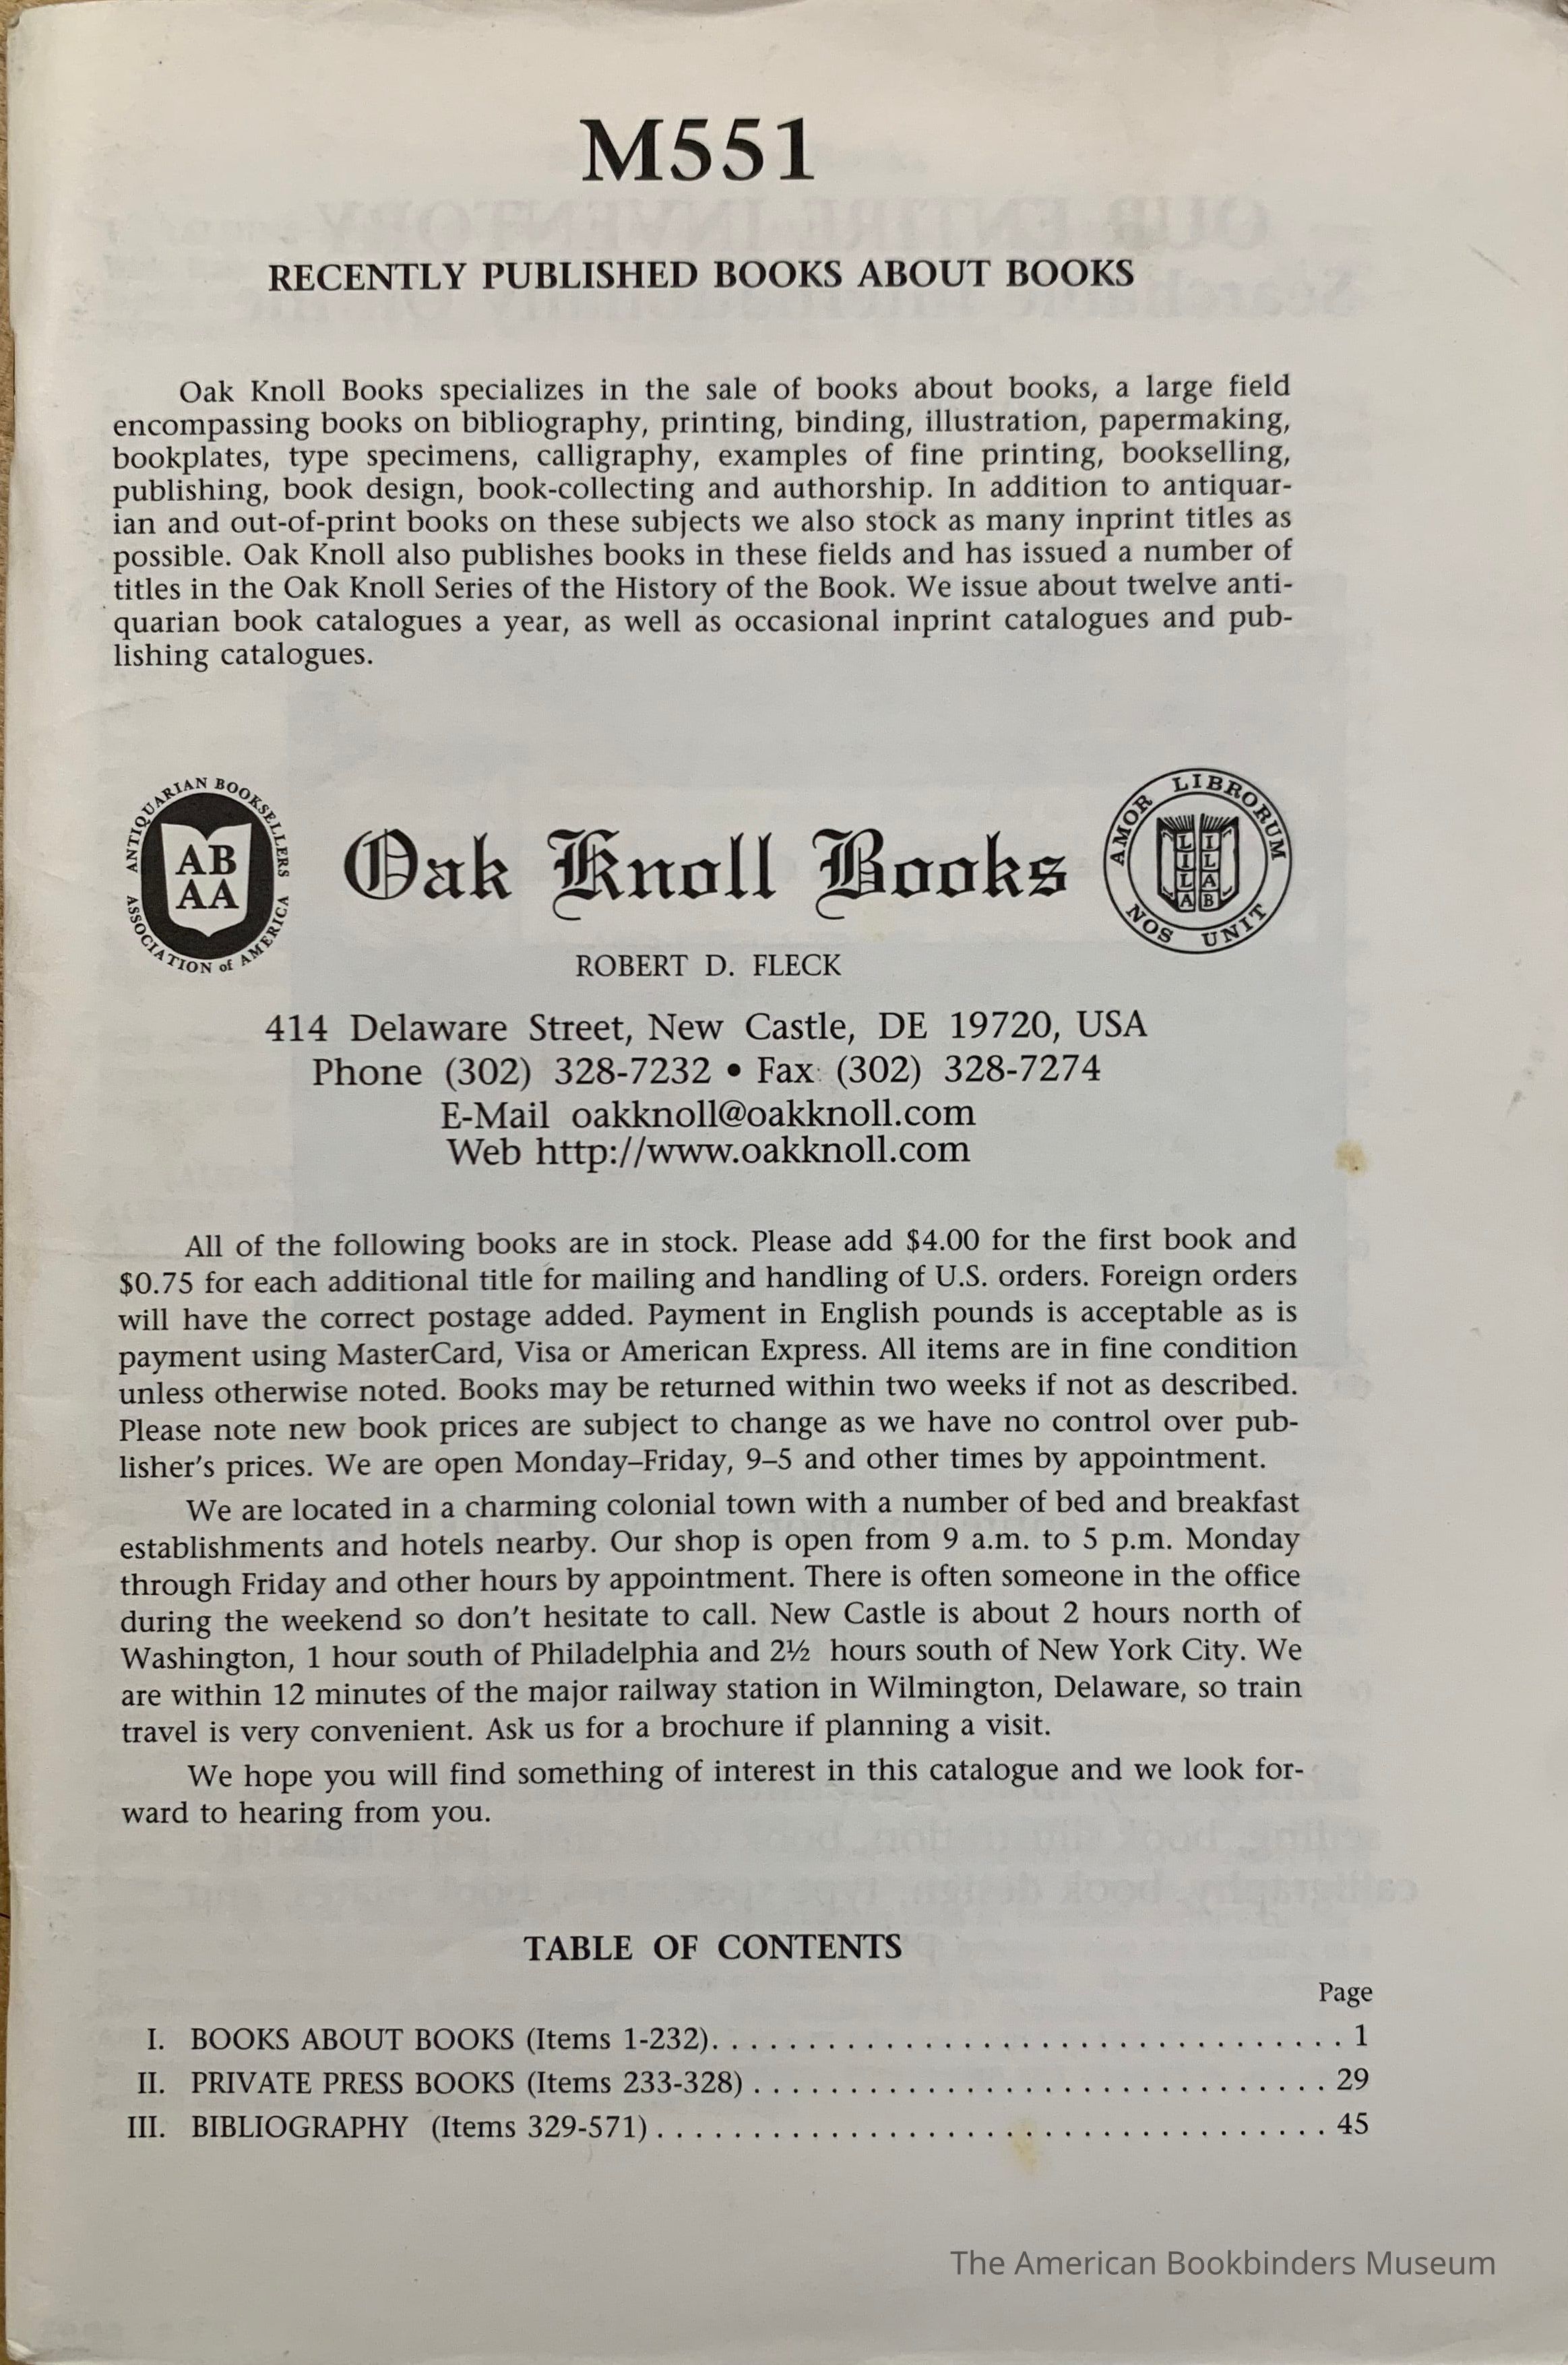 M551
RECENTLY PUBLISHED BOOKS ABOUT BOOKS
Oak Knoll Books specializes in the sale of books about books, a large field
encompassing books on bibliography, printing, binding, illustration, papermaking,
bookplates, type specimens, calligraphy, examples of fine printing, bookselling,
publishing, book design, book-collecting and authorship. In addition to antiquar-
ian and out-of-print books on these subjects we also stock as many inprint titles as
possible. Oak Knoll also publishes books in these fields and has issued a number of
titles in the Oak Knoll Series of the History of the Book. We issue about twelve anti-
quarian book catalogues a year, as well as occasional inprint catalogues and pub-
lishing catalogues.
ANTIQUARIAN BOOKSELLERS
ASSOCIATION of AMERICA
AB
AA
Oak Knoll Books
AMOR LIBRORUM
NOS UNIT
LILA
ILAB
ROBERT D. FLECK
414 Delaware Street, New Castle, DE 19720, USA
Phone (302) 328-7232 • Fax (302) 328-7274
E-Mail oakknoll@oakknoll.com
Web http://www.oakknoll.com
All of the following books are in stock. Please add $4.00 for the first book and
$0.75 for each additional title for mailing and handling of U.S. orders. Foreign orders
will have the correct postage added. Payment in English pounds is acceptable as is
payment using MasterCard, Visa or American Express. All items are in fine condition
unless otherwise noted. Books may be returned within two weeks if not as described.
Please note new book prices are subject to change as we have no control over pub-
lisher's prices. We are open Monday–Friday, 9–5 and other times by appointment.
We are located in a charming colonial town with a number of bed and breakfast
establishments and hotels nearby. Our shop is open from 9 a.m. to 5 p.m. Monday
through Friday and other hours by appointment. There is often someone in the office
during the weekend so don't hesitate to call. New Castle is about 2 hours north of
Washington, 1 hour south of Philadelphia and 2½ hours south of New York City. We
are within 12 minutes of the major railway station in Wilmington, Delaware, so train
travel is very convenient. Ask us for a brochure if planning a visit.
We hope you will find something of interest in this catalogue and we look for-
ward to hearing from you.
TABLE OF CONTENTS
Page
I. BOOKS ABOUT BOOKS (Items 1-232). . . . . . . . . . . . . . . . . . . . . . . . . . . . . . . . . 1
II. PRIVATE PRESS BOOKS (Items 233-328) . . . . . . . . . . . . . . . . . . . . . . . . . . . . . . 29
III. BIBLIOGRAPHY (Items 329-571) . . . . . . . . . . . . . . . . . . . . . . . . . . . . . . . . . . . 45
The American Bookbinders Museum